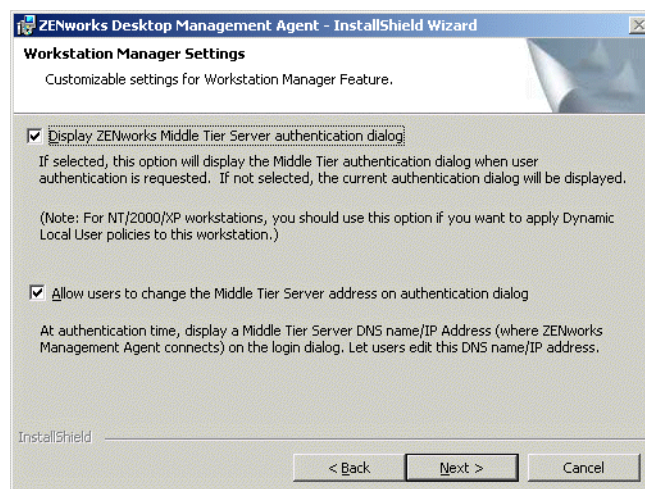 ZENworks Desktop Management Agent - InstallShield Wizard
Workstation Manager Settings
Customizable settings for Workstation Manager Feature.
Display ZENworks Middle Tier Server authentication dialog
If selected, this option will display the Middle Tier authentication dialog when user
authentication is requested. If not selected, the current authentication dialog will be displayed.
(Note: For NT/2000/XP workstations, you should use this option if you want to apply Dynamic
Local User policies to this workstation.)
Allow users to change the Middle Tier Server address on authentication dialog
At authentication time, display a Middle Tier Server DNS name/IP Address (where ZENworks
Management Agent connects) on the login dialog. Let users edit this DNS name/IP address.
InstallShield
< Back Next > Cancel